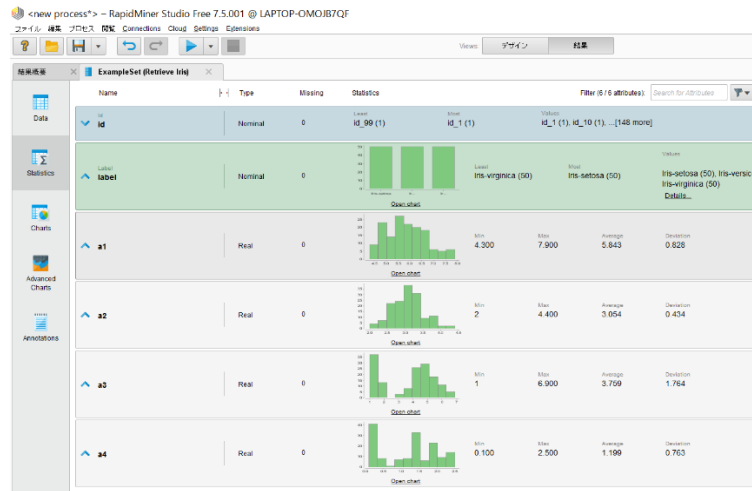 <new process*> – RapidMiner Studio Free 7.5.001 @ LAPTOP-OMOJB7QF
ファイル 編集 プロセス 閲覧 Connections Cloud Settings Extensions
Views: デザイン 結果
結果概要 ExampleSet (Retrieve Iris)
Name Type Missing Statistics Filter (6 / 6 attributes): Search for Attributes
Data
Statistics
Charts
Advanced
Charts
Annotations
Id
id Nominal 0
Least
id_99 (1)
Most
id_1 (1)
Values
id_1 (1), id_10 (1), ...[148 more]
Label
label Nominal 0
Open chart
Least
Iris-virginica (50)
Most
Iris-setosa (50)
Values
Iris-setosa (50), Iris-versic
Iris-virginica (50)
Details...
a1 Real 0
Open chart
Min Max Average Deviation
4.300 7.900 5.843 0.828
a2 Real 0
Open chart
Min Max Average Deviation
2 4.400 3.054 0.434
a3 Real 0
Open chart
Min Max Average Deviation
1 6.900 3.759 1.764
a4 Real 0
Open chart
Min Max Average Deviation
0.100 2.500 1.199 0.763